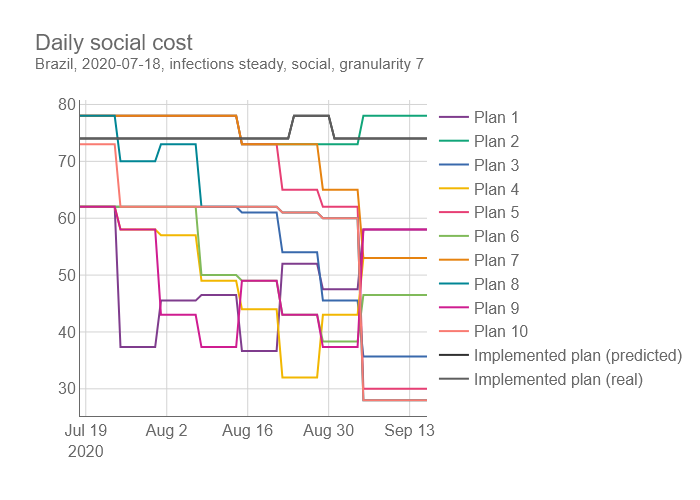 Daily social cost
Brazil, 2020-07-18, infections steady, social, granularity 7
80
70
60
50
40
30
Jul 19
2020
Aug 2
Aug 16
Aug 30
Sep 13
Plan 1
Plan 2
Plan 3
Plan 4
Plan 5
Plan 6
Plan 7
Plan 8
Plan 9
Plan 10
Implemented plan (predicted)
Implemented plan (real)